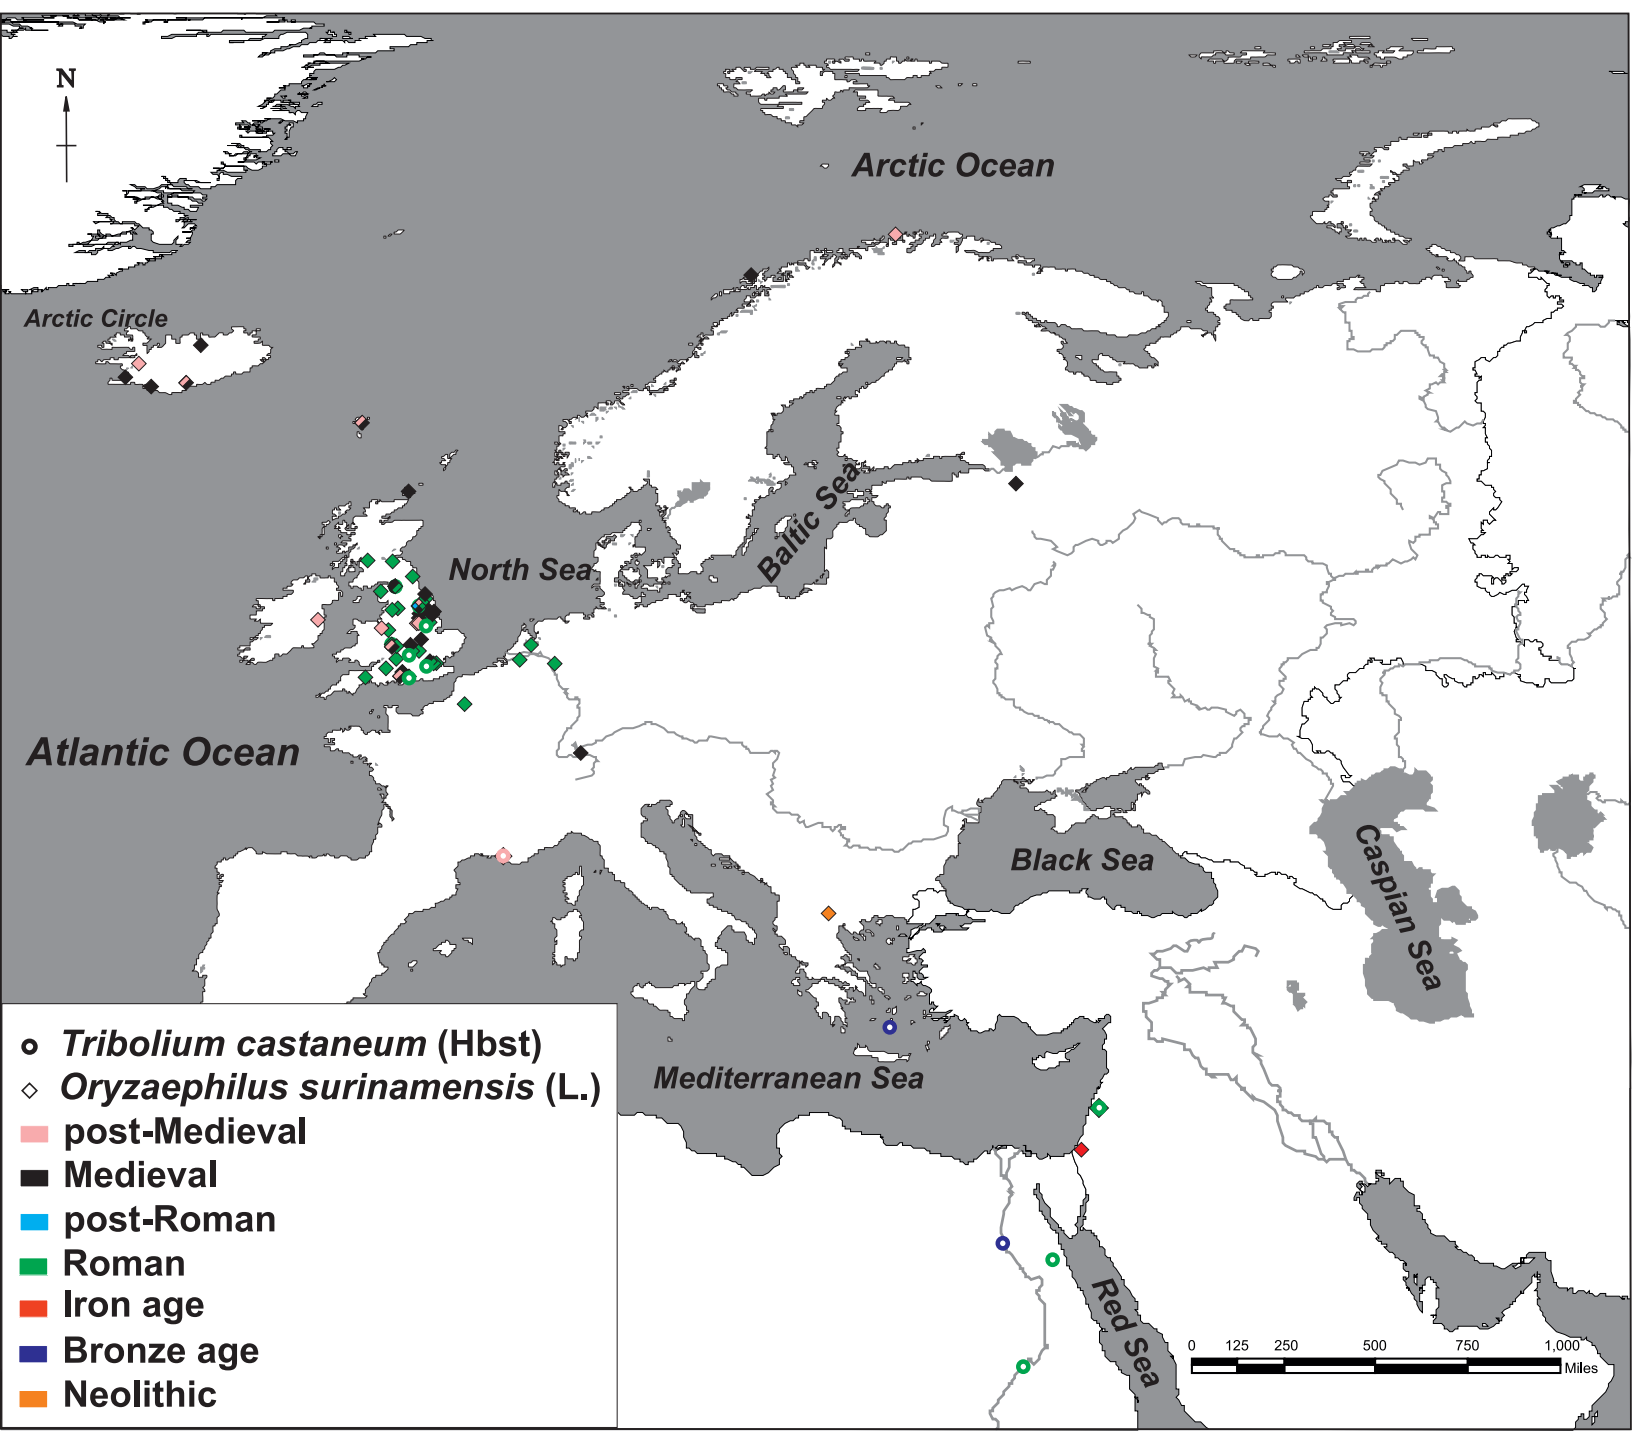 N
Arctic Ocean
Arctic Circle
North Sea
Baltic Sea
Atlantic Ocean
Black Sea
Caspian Sea
Mediterranean Sea
Red Sea
Tribolium castaneum (Hbst)
Oryzaephilus surinamensis (L.)
post-Medieval
Medieval
post-Roman
Roman
Iron age
Bronze age
Neolithic
0 125 250 500 750 1,000
Miles